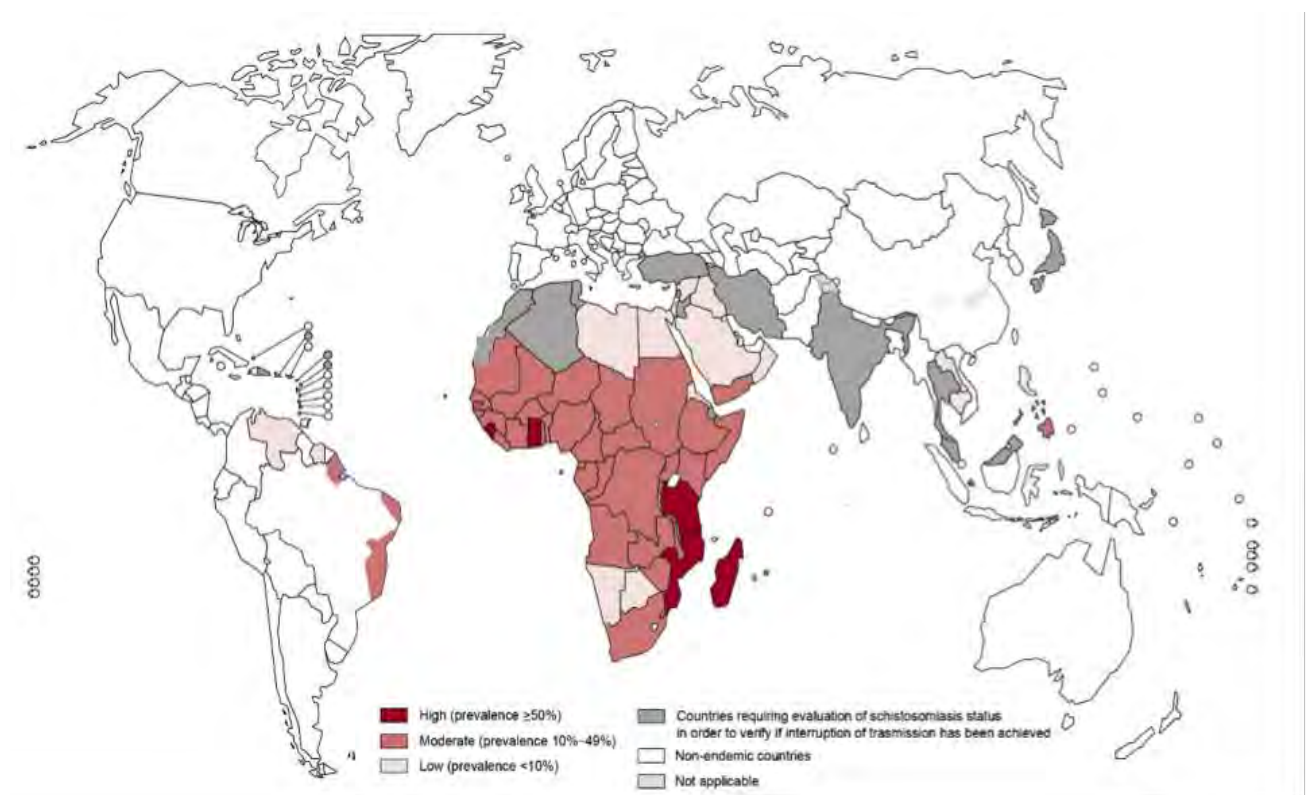 High (prevalence ≥50%)
Moderate (prevalence 10%–49%)
Low (prevalence <10%)
Countries requiring evaluation of schistosomiasis status
in order to verify if interruption of trasmission has been achieved
Non-endemic countries
Not applicable